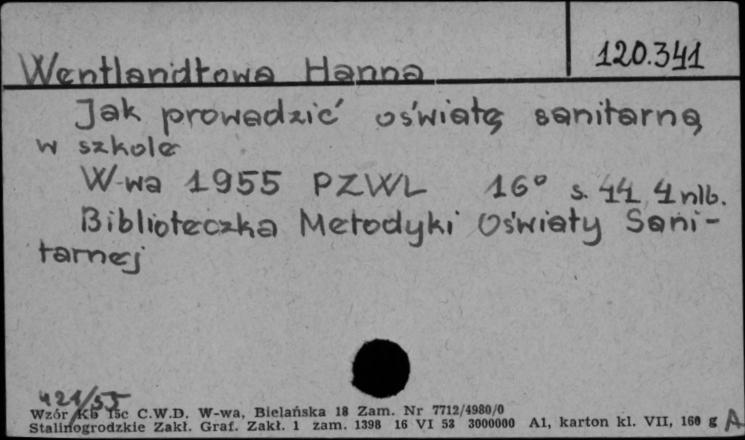 120.341
Wentlandtowa Hanna
Jak prowadzić oświatę sanitarną
w szkole
W-wa 1955 PZWL 16° s. 44, 4 nlb.
Biblioteczka Metodyki Oświaty Sani-
tarnej
421/55
Wzór Kb 15c C.W.D. W-wa, Bielańska 18 Zam. Nr 7712/4980/0
Stalinogrodzkie Zakł. Graf. Zakł. 1 zam. 1398 16 VI 53 3000000 A1, karton kl. VII, 160 g A